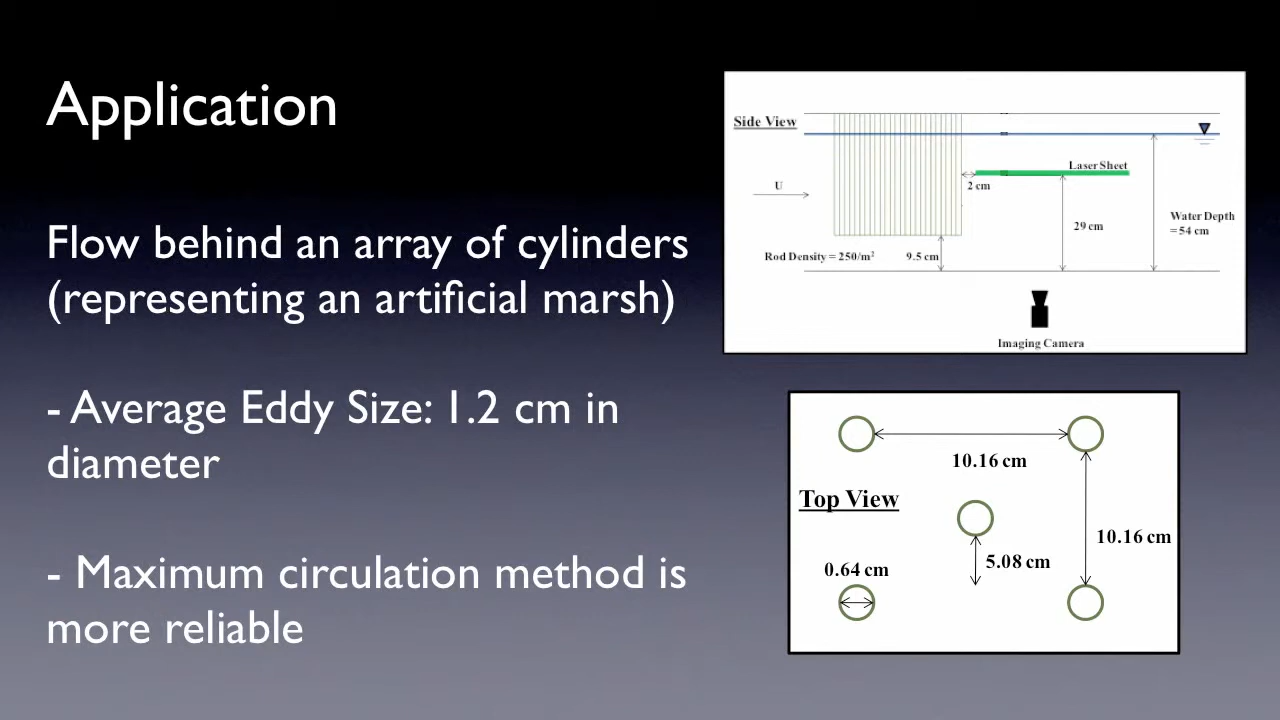 Application
Flow behind an array of cylinders
(representing an artificial marsh)
- Average Eddy Size: 1.2 cm in
diameter
- Maximum circulation method is
more reliable
Side View
Laser Sheet
U
2 cm
Water Depth
= 54 cm
29 cm
Rod Density = 250/m²
9.5 cm
Imaging Camera
10.16 cm
Top View
10.16 cm
5.08 cm
0.64 cm